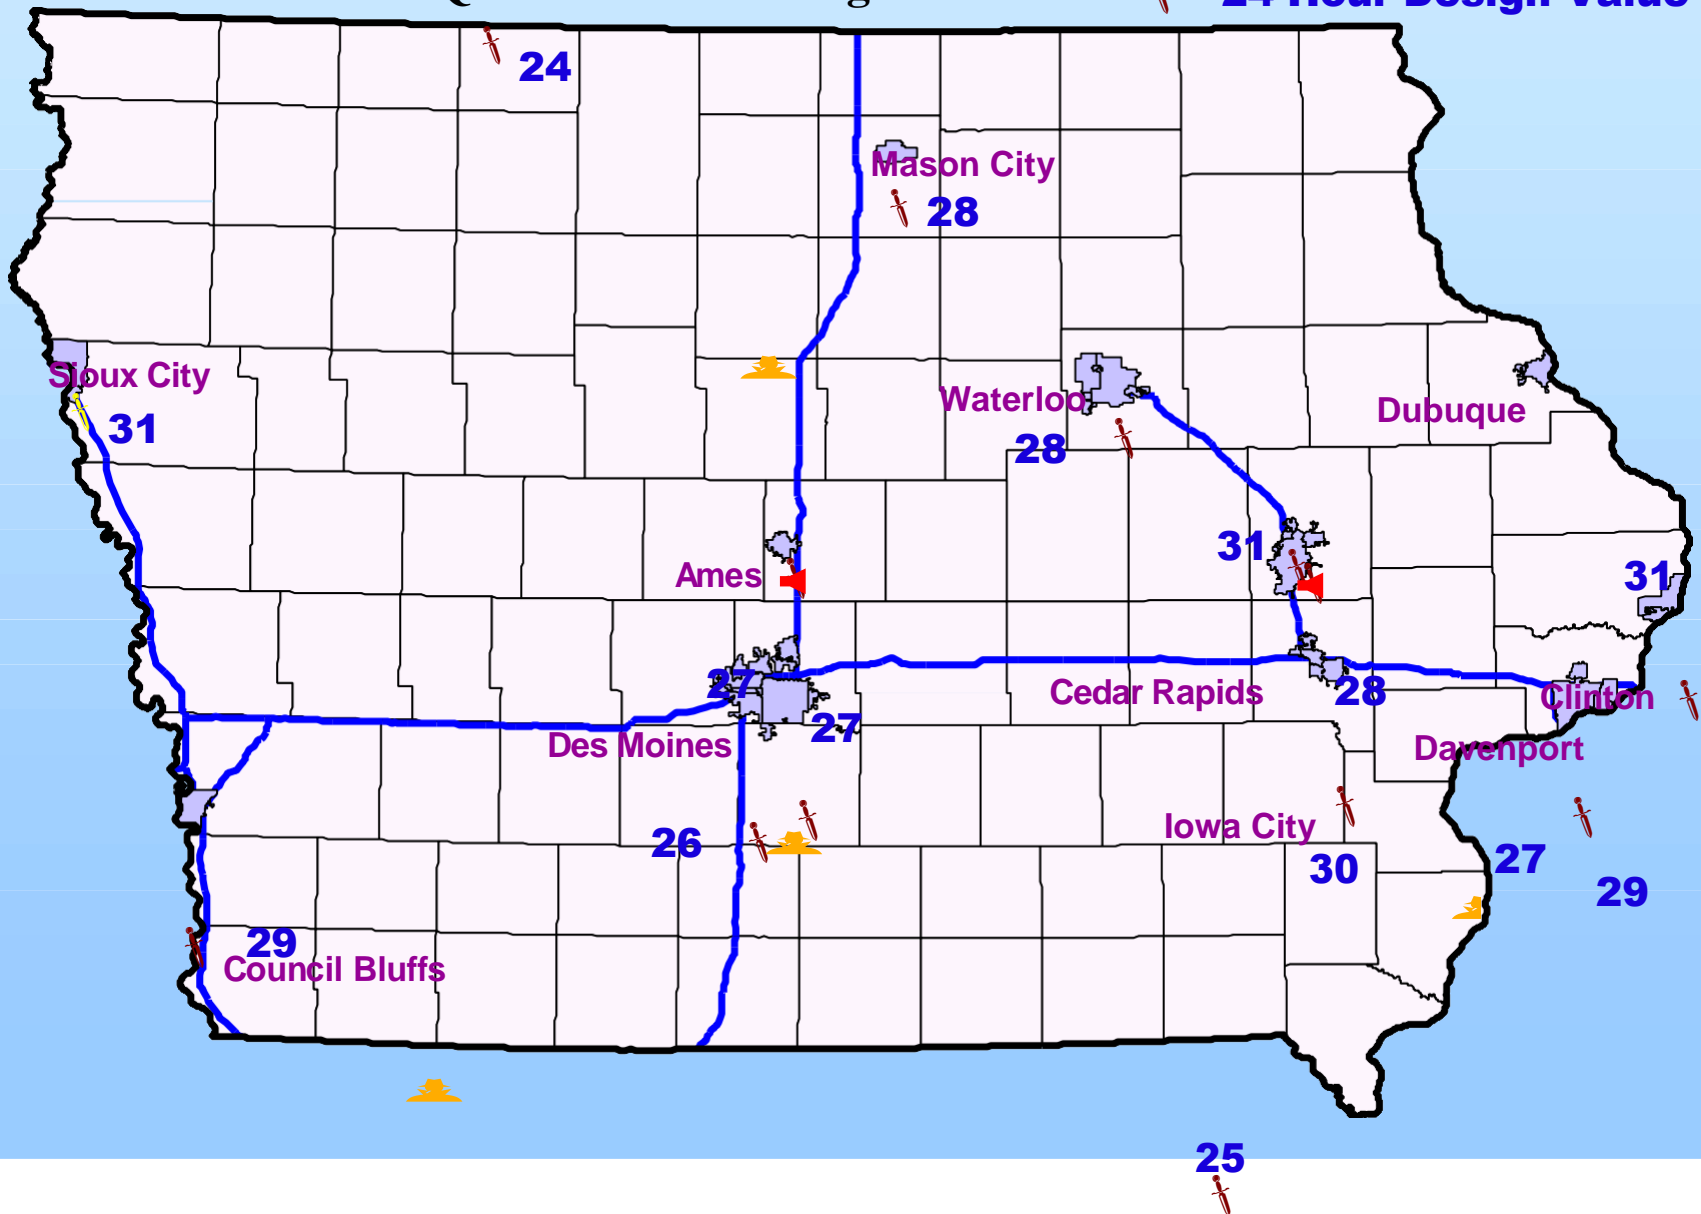 24 Hour Design Value
24
Mason City
28
Sioux City
31
Waterloo
28
Dubuque
31
31
Ames
27
27
Cedar Rapids
28
Clinton
Des Moines
Davenport
26
Iowa City
27
30
29
29
Council Bluffs
25